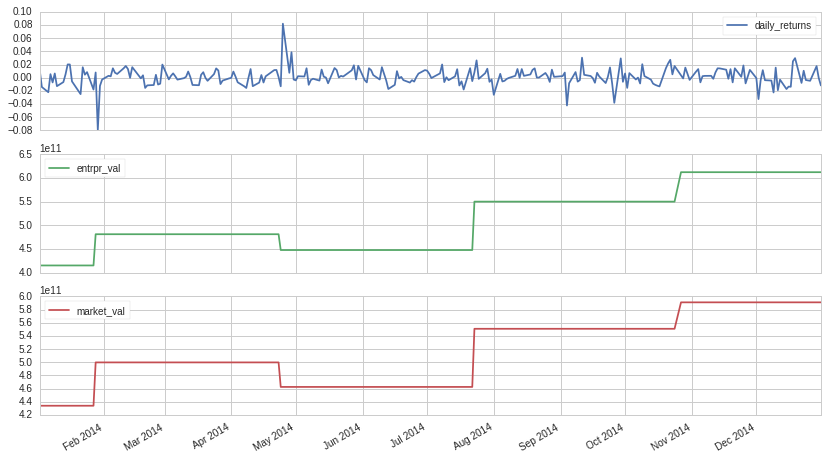 0.10
0.08
0.06
0.04
0.02
0.00
−0.02
−0.04
−0.06
−0.08
daily_returns
1e11
6.5
6.0
5.5
5.0
4.5
4.0
entrpr_val
1e11
6.0
5.8
5.6
5.4
5.2
5.0
4.8
4.6
4.4
4.2
market_val
Feb 2014
Mar 2014
Apr 2014
May 2014
Jun 2014
Jul 2014
Aug 2014
Sep 2014
Oct 2014
Nov 2014
Dec 2014